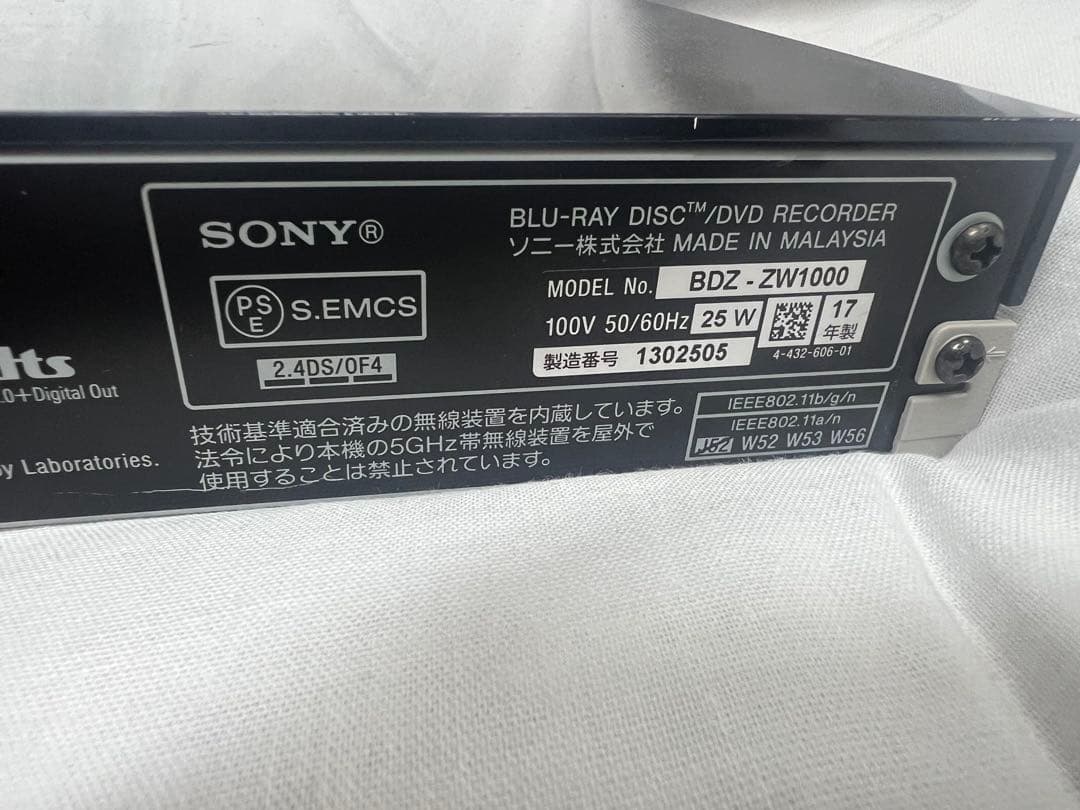 SONY®
BLU-RAY DISC™/DVD RECORDER
ソニー株式会社 MADE IN MALAYSIA
MODEL No. BDZ - ZW1000
PSE S.EMCS
100V 50/60Hz 25 W
17年製
製造番号 1302505
4-432-606-01
2.4DS/OF4
.0+Digital Out
技術基準適合済みの無線装置を内蔵しています。
法令により本機の5GHz帯無線装置を屋外で
使用することは禁止されています。
IEEE802.11b/g/n
IEEE802.11a/n
J52 W52 W53 W56
by Laboratories.